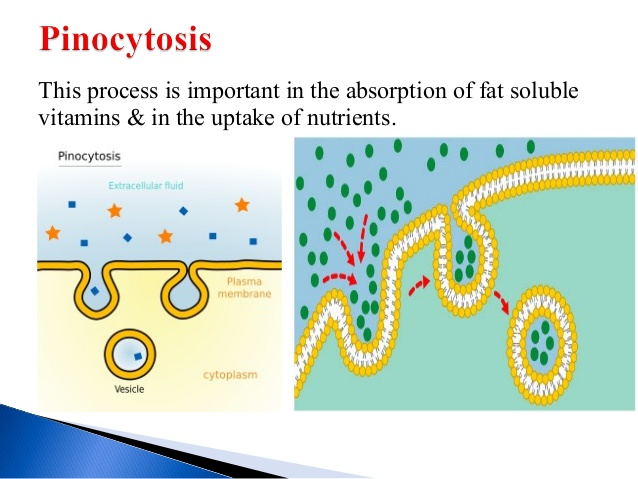 Pinocytosis
This process is important in the absorption of fat soluble
vitamins & in the uptake of nutrients.
Pinocytosis
Extracellular fluid
Plasma
membrane
cytoplasm
Vesicle